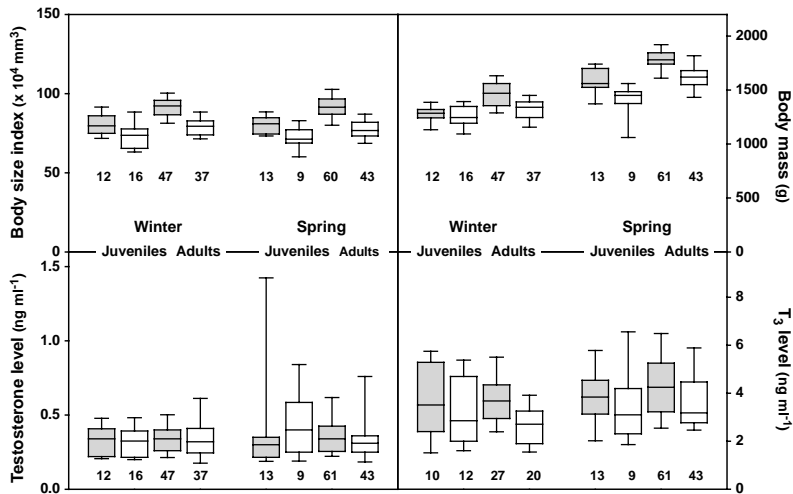 Body size index (x 10⁴ mm³)
150
100
50
0
12 16 47 37 13 9 60 43
Winter Spring
Juveniles Adults Juveniles Adults
2200
1500
1000
500
0
Body mass (g)
12 16 47 37 13 9 61 43
Winter Spring
Juveniles Adults Juveniles Adults
Testosterone level (ng ml⁻¹)
1.5
1.0
0.5
0
12 16 47 37 13 9 61 43
8
6
4
2
0
T₃ level (ng ml⁻¹)
10 12 27 20 13 9 61 43